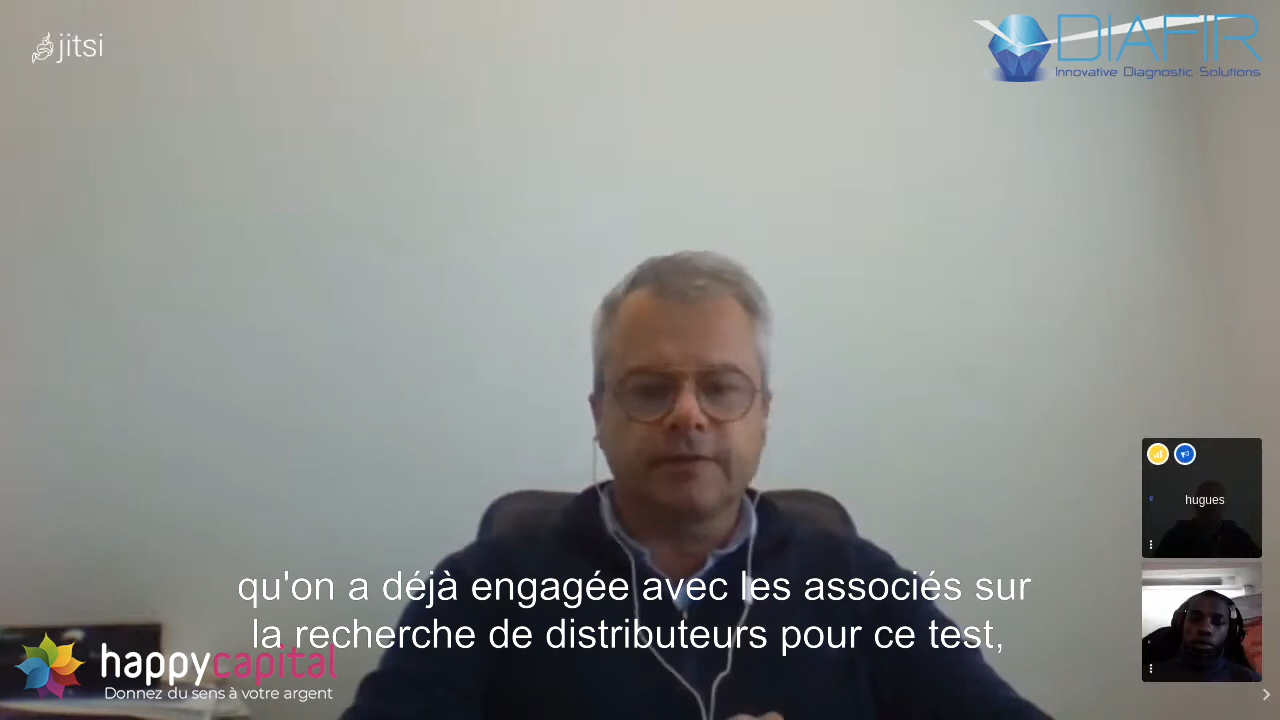 jitsi
DIAFIR
Innovative Diagnostic Solutions
hugues
qu'on a déjà engagée avec les associés sur
la recherche de distributeurs pour ce test,
happycapital
Donnez du sens à votre argent